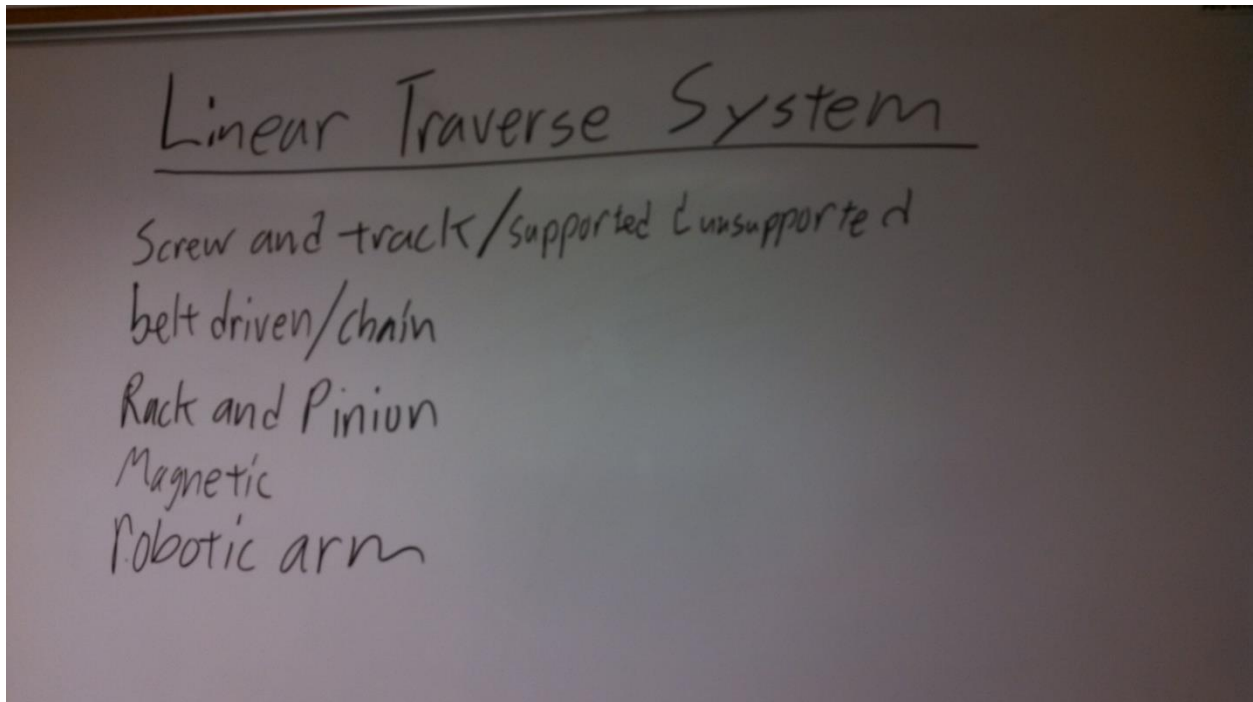 Linear Traverse System
Screw and track/supported & unsupported
belt driven/chain
Rack and Pinion
Magnetic
robotic arm